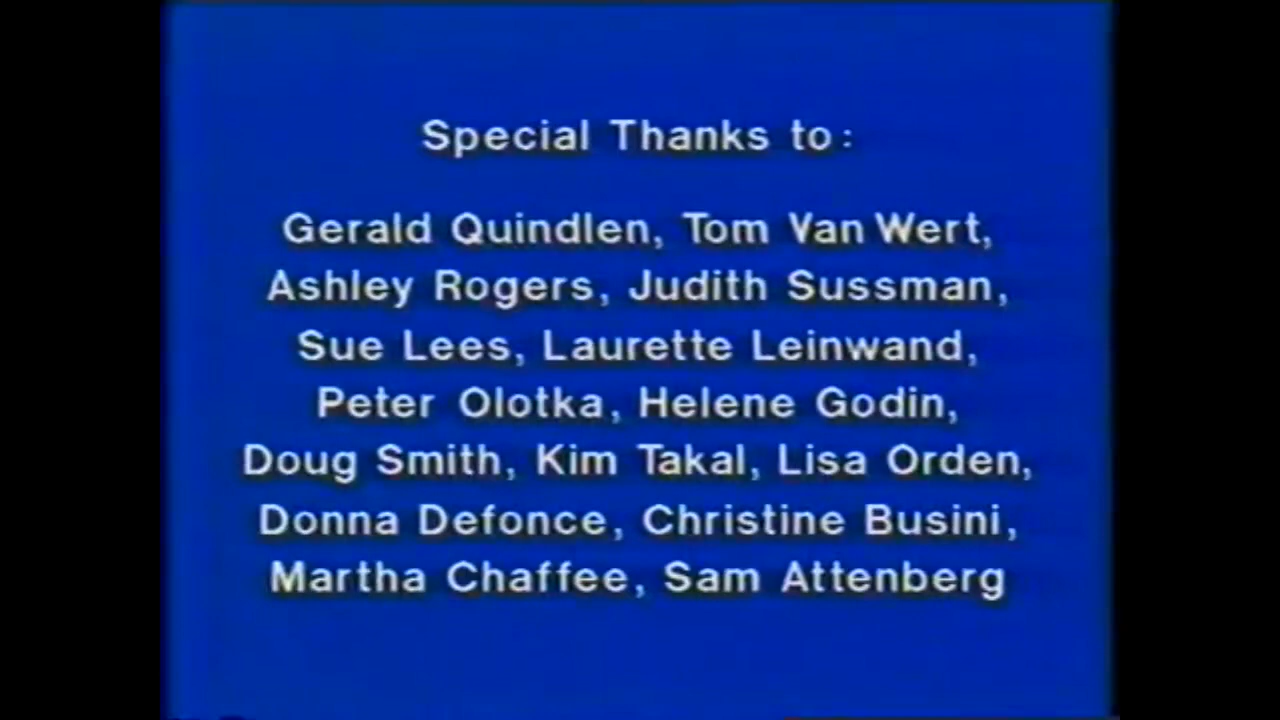 Special Thanks to:
Gerald Quindlen, Tom Van Wert,
Ashley Rogers, Judith Sussman,
Sue Lees, Laurette Leinwand,
Peter Olotka, Helene Godin,
Doug Smith, Kim Takal, Lisa Orden,
Donna Defonce, Christine Busini,
Martha Chaffee, Sam Attenberg